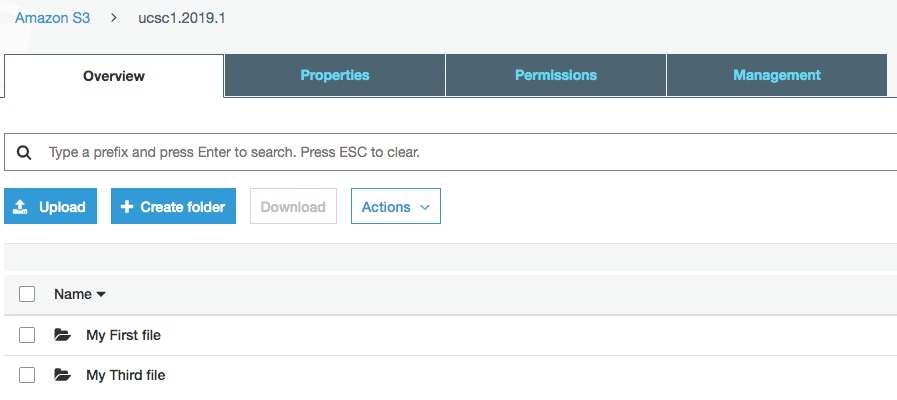 Amazon S3 > ucsc1.2019.1
Overview Properties Permissions Management
Type a prefix and press Enter to search. Press ESC to clear.
Upload + Create folder Download Actions
Name
My First file
My Third file